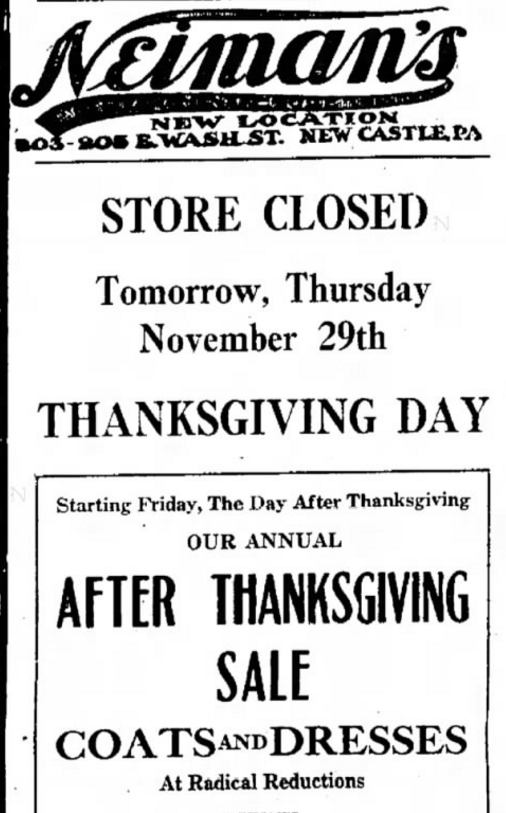 Neiman's
NEW LOCATION
203-205 E. WASH. ST. NEW CASTLE, PA
STORE CLOSED
Tomorrow, Thursday
November 29th
THANKSGIVING DAY
Starting Friday, The Day After Thanksgiving
OUR ANNUAL
AFTER THANKSGIVING
SALE
COATS AND DRESSES
At Radical Reductions